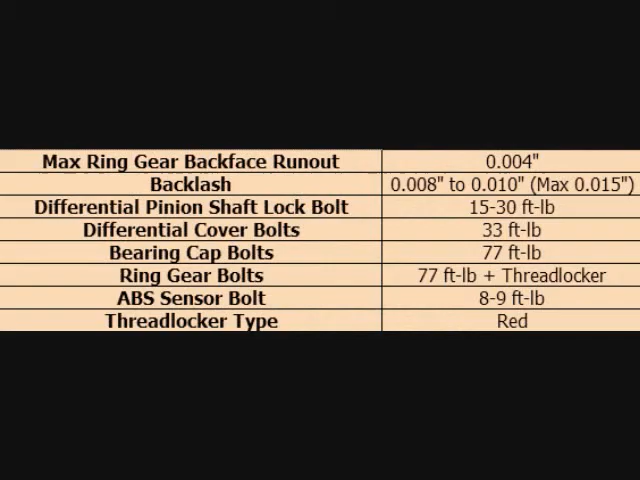 Max Ring Gear Backface Runout 0.004"
Backlash 0.008" to 0.010" (Max 0.015")
Differential Pinion Shaft Lock Bolt 15-30 ft-lb
Differential Cover Bolts 33 ft-lb
Bearing Cap Bolts 77 ft-lb
Ring Gear Bolts 77 ft-lb + Threadlocker
ABS Sensor Bolt 8-9 ft-lb
Threadlocker Type Red